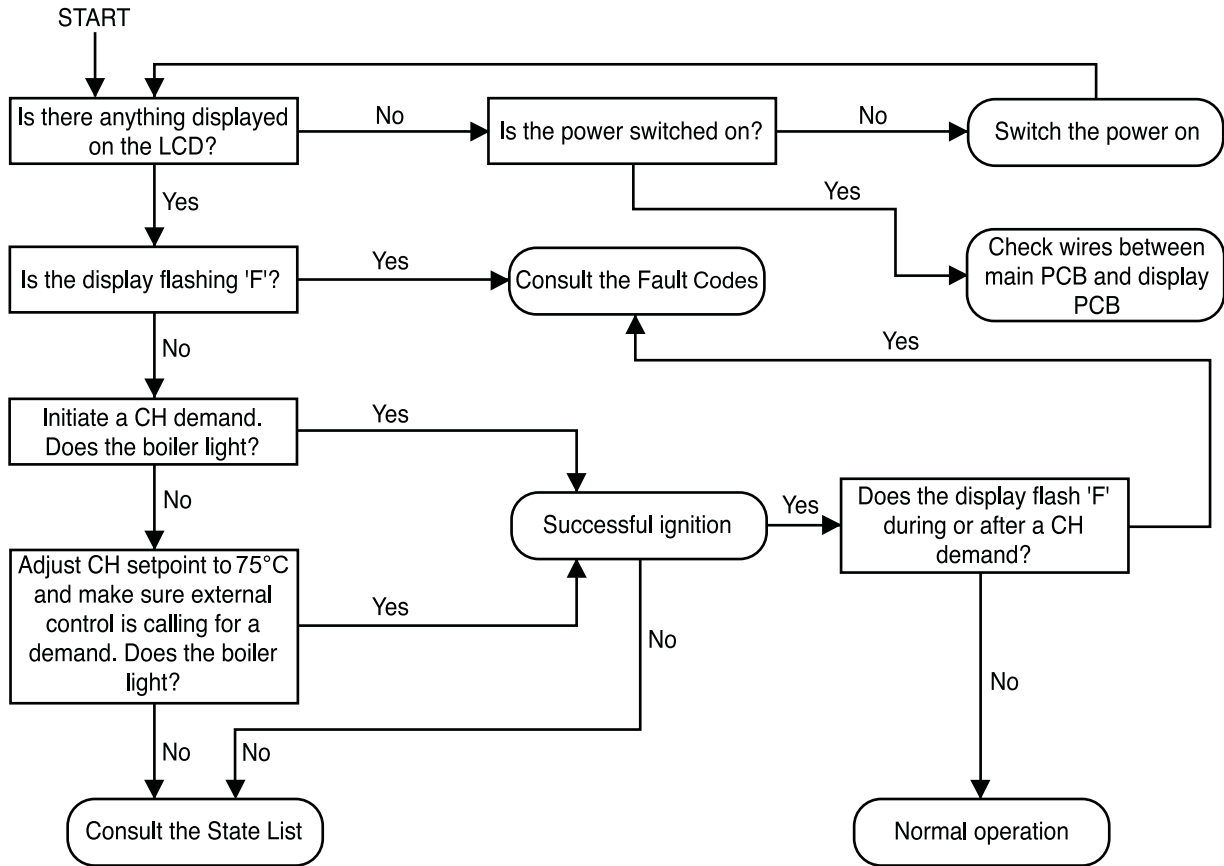 START
Is there anything displayed
on the LCD?
No
Is the power switched on?
No
Switch the power on
Yes
Yes
Check wires between
main PCB and display
PCB
Is the display flashing 'F'?
Yes
Consult the Fault Codes
No
Yes
Initiate a CH demand.
Does the boiler light?
Yes
No
Successful ignition
Yes
Does the display flash 'F'
during or after a CH
demand?
Adjust CH setpoint to 75°C
and make sure external
control is calling for a
demand. Does the boiler
light?
Yes
No
No
No
No
Consult the State List
Normal operation